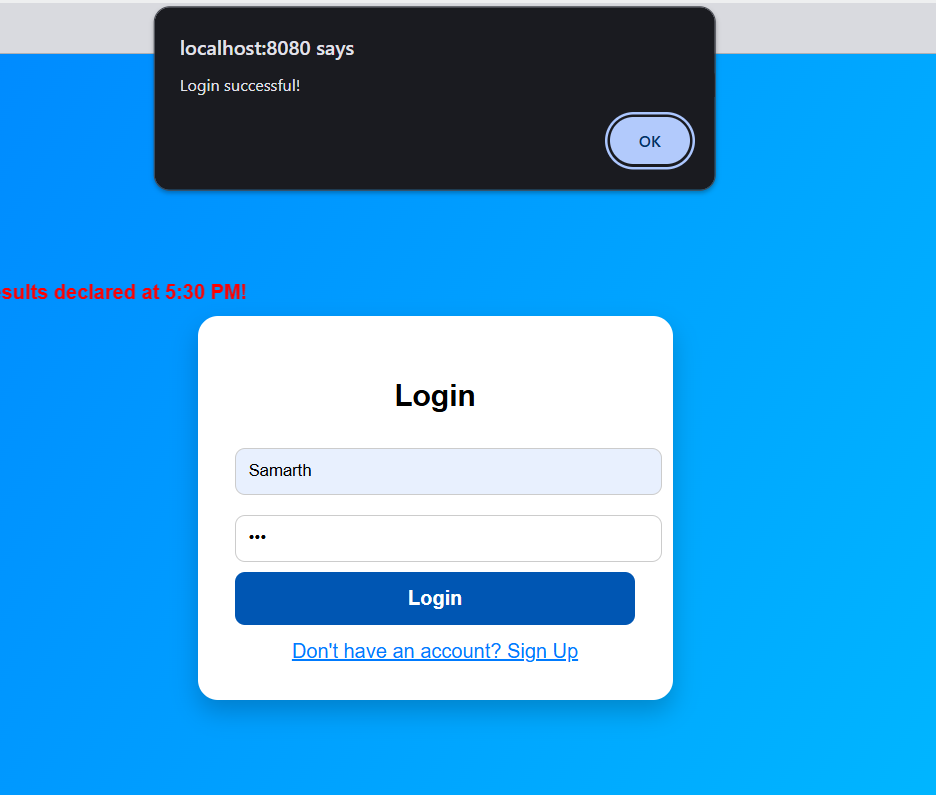 localhost:8080 says
Login successful!
OK
declared at 5:30 PM!
Login
Samarth
•••
Login
Don't have an account? Sign Up